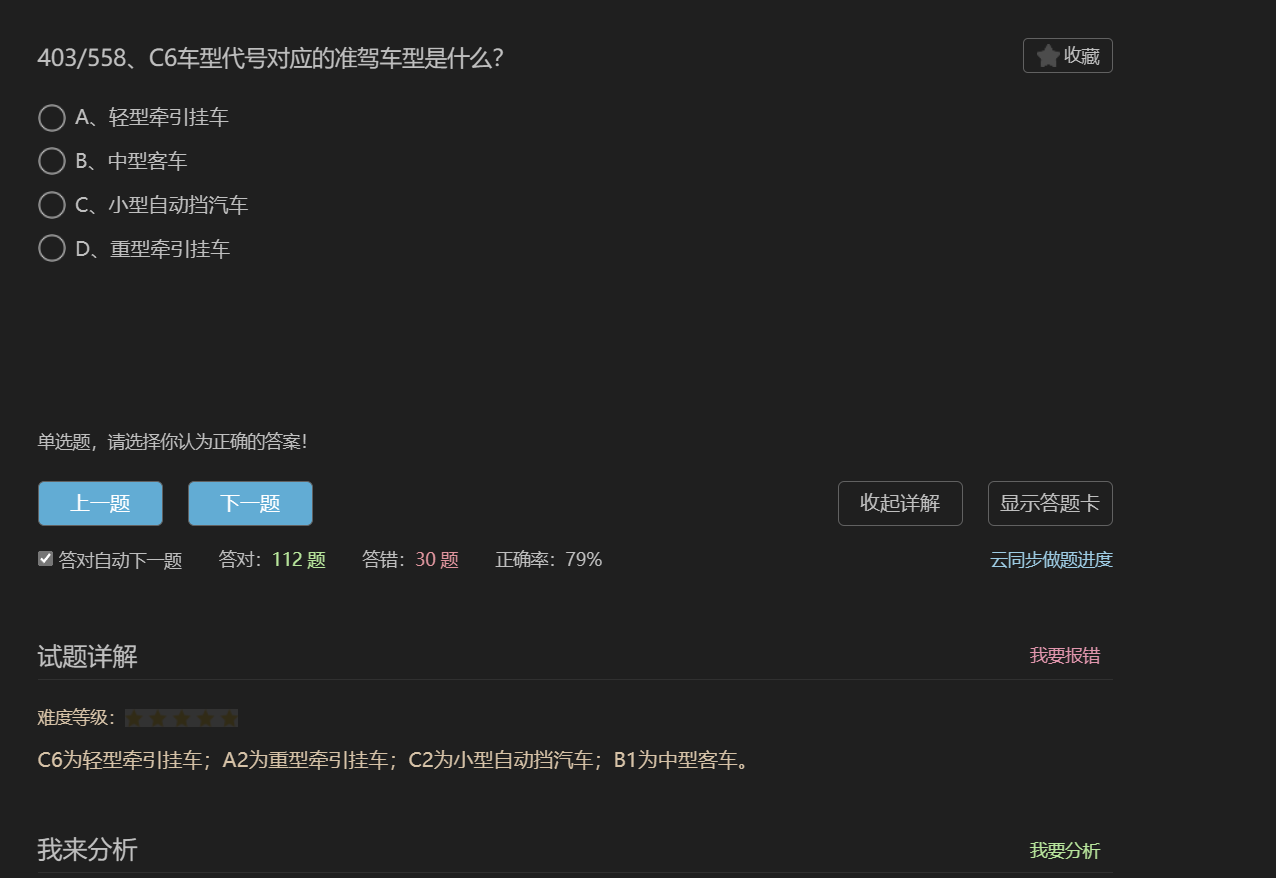 403/558、C6车型代号对应的准驾车型是什么？
收藏
A、轻型牵引挂车
B、中型客车
C、小型自动挡汽车
D、重型牵引挂车
单选题，请选择你认为正确的答案！
上一题 下一题 收起详解 显示答题卡
答对自动下一题 答对：112 题 答错：30 题 正确率：79% 云同步做题进度
试题详解 我要报错
难度等级：
C6为轻型牵引挂车；A2为重型牵引挂车；C2为小型自动挡汽车；B1为中型客车。
我来分析 我要分析